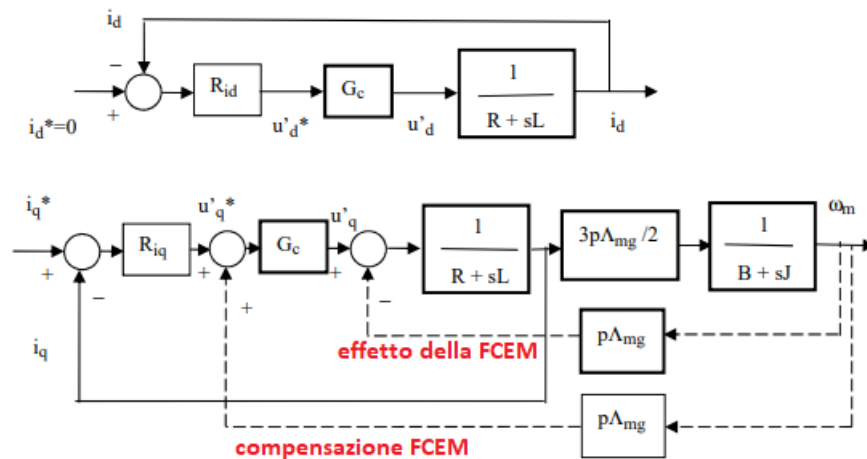 i_d
−
+
i_d*=0
R_id
u'_d*
G_c
u'_d
1
R + sL
i_d
i_q*
+
−
R_iq
u'_q*
+
+
G_c
u'_q
+
−
1
R + sL
3pΛ_mg /2
1
B + sJ
ω_m
i_q
effetto della FCEM
pΛ_mg
compensazione FCEM
pΛ_mg